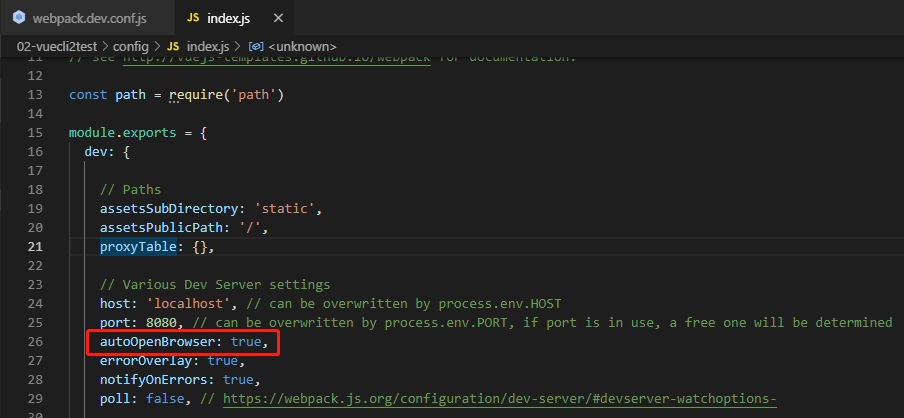 webpack.dev.conf.js
JS index.js ×
02-vuecli2test > config > JS index.js > <unknown>
11 // see http://vuejs-templates.github.io/webpack for documentation.
12
13 const path = require('path')
14
15 module.exports = {
16 dev: {
17
18 // Paths
19 assetsSubDirectory: 'static',
20 assetsPublicPath: '/',
21 proxyTable: {},
22
23 // Various Dev Server settings
24 host: 'localhost', // can be overwritten by process.env.HOST
25 port: 8080, // can be overwritten by process.env.PORT, if port is in use, a free one will be determined
26 autoOpenBrowser: true,
27 errorOverlay: true,
28 notifyOnErrors: true,
29 poll: false, // https://webpack.js.org/configuration/dev-server/#devserver-watchoptions-
30